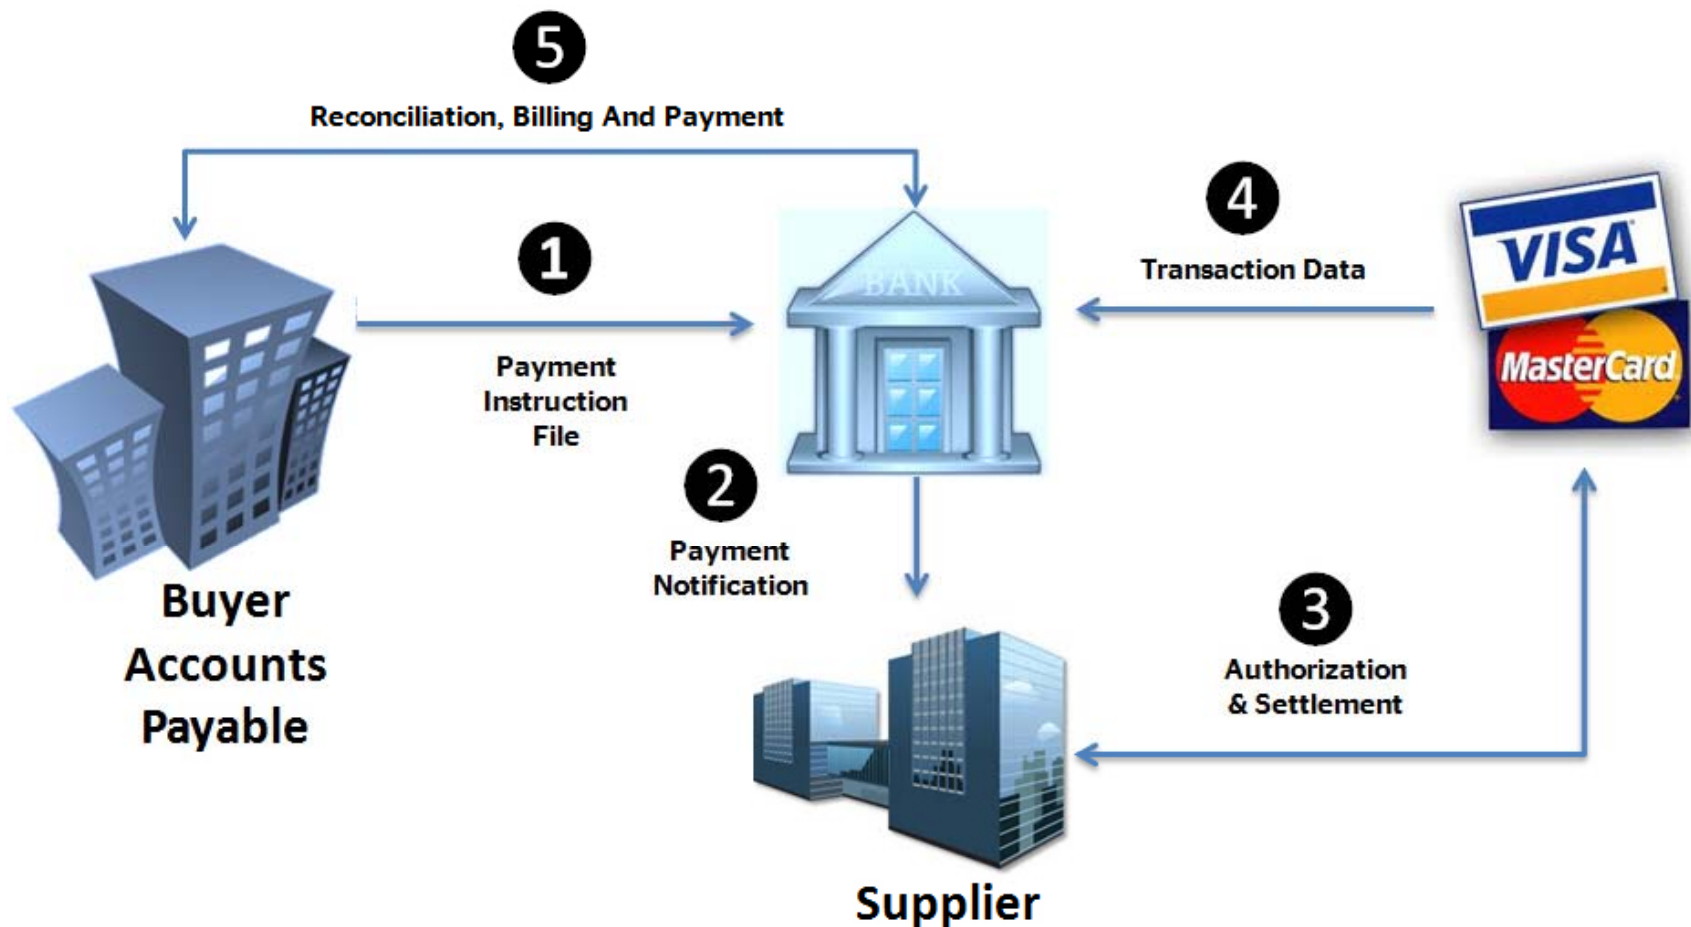 5
Reconciliation, Billing And Payment
1
Payment
Instruction
File
BANK
4
Transaction Data
VISA
MasterCard
2
Payment
Notification
3
Authorization
& Settlement
Buyer
Accounts
Payable
Supplier